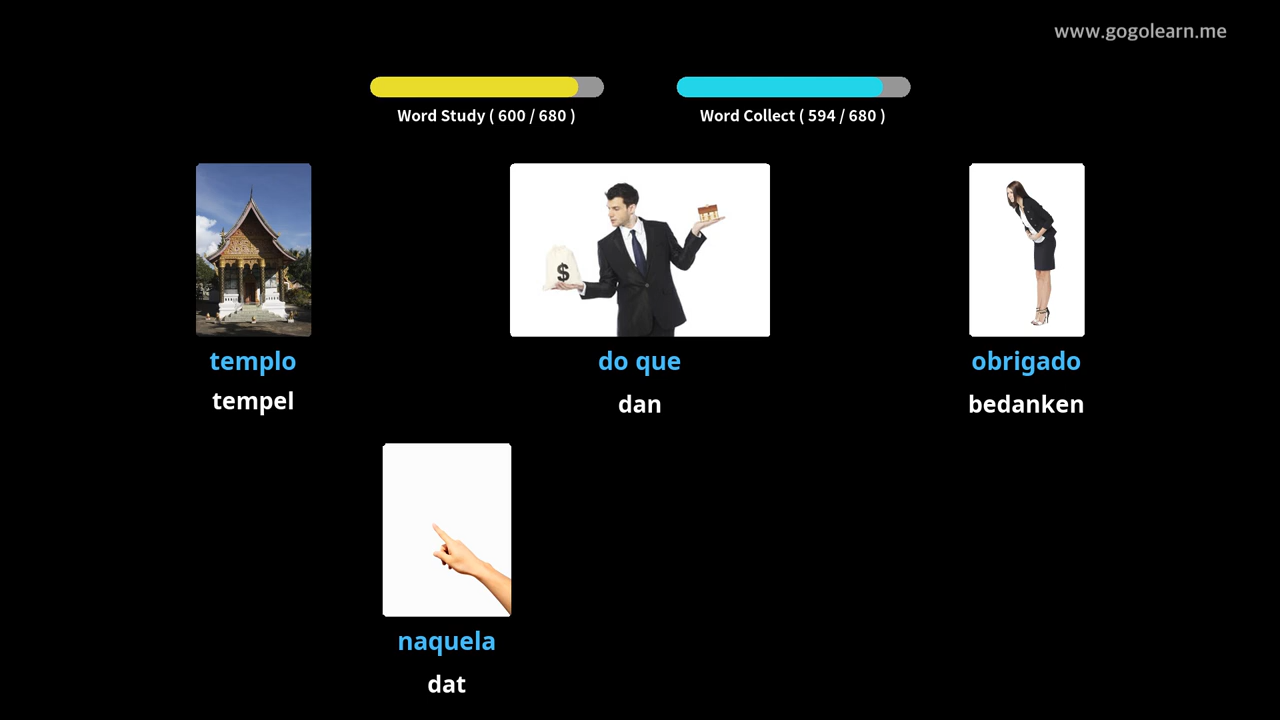 www.gogolearn.me
Word Study ( 600 / 680 )
Word Collect ( 594 / 680 )
templo
tempel
do que
dan
obrigado
bedanken
$
naquela
dat